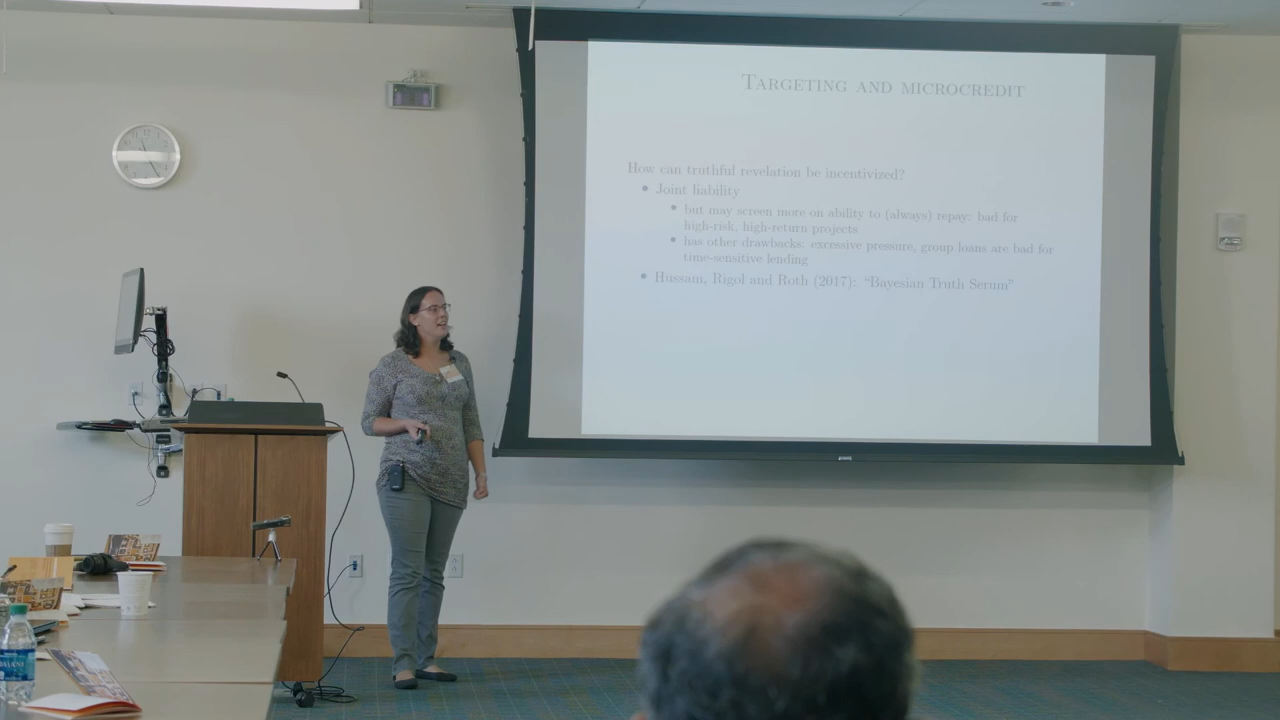 Targeting and microcredit
How can truthful revelation be incentivized?
• Joint liability
• but may screen more on ability to (always) repay: bad for
high-risk, high-return projects
• has other drawbacks: excessive pressure, group loans are bad for
time-sensitive lending
• Hussam, Rigol and Roth (2017): “Bayesian Truth Serum”
DASANI